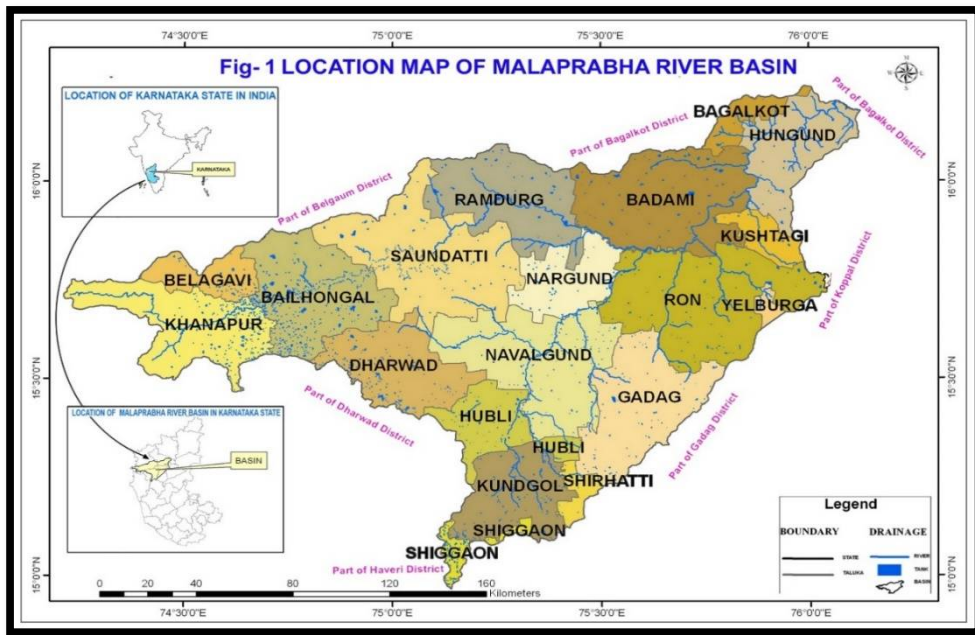 74°30'0"E 75°0'0"E 75°30'0"E 76°0'0"E
Fig- 1 LOCATION MAP OF MALAPRABHA RIVER BASIN
LOCATION OF KARNATAKA STATE IN INDIA
KARNATAKA
N
W E
S
Part of Bagalkot District
Part of Bagalkot District
BAGALKOT
HUNGUND
16°0'0"N
16°0'0"N
Part of Belgaum District
RAMDURG
BADAMI
KUSHTAGI
SAUNDATTI
BELAGAVI
NARGUND
BAILHONGAL
RON
YELBURGA
Part of Koppal District
KHANAPUR
NAVALGUND
DHARWAD
15°30'0"N
15°30'0"N
GADAG
Part of Dharwad District
HUBLI
Part of Gadag District
LOCATION OF MALAPRABHA RIVER BASIN IN KARNATAKA STATE
BASIN
HUBLI
KUNDGOL
SHIRHATTI
SHIGGAON
SHIGGAON
Part of Haveri District
Legend
BOUNDARY DRAINAGE
STATE RIVER
TANK
TALUKA BASIN
15°0'0"N
15°0'0"N
0 20 40 80 120 160
Kilometers
74°30'0"E 75°0'0"E 75°30'0"E 76°0'0"E